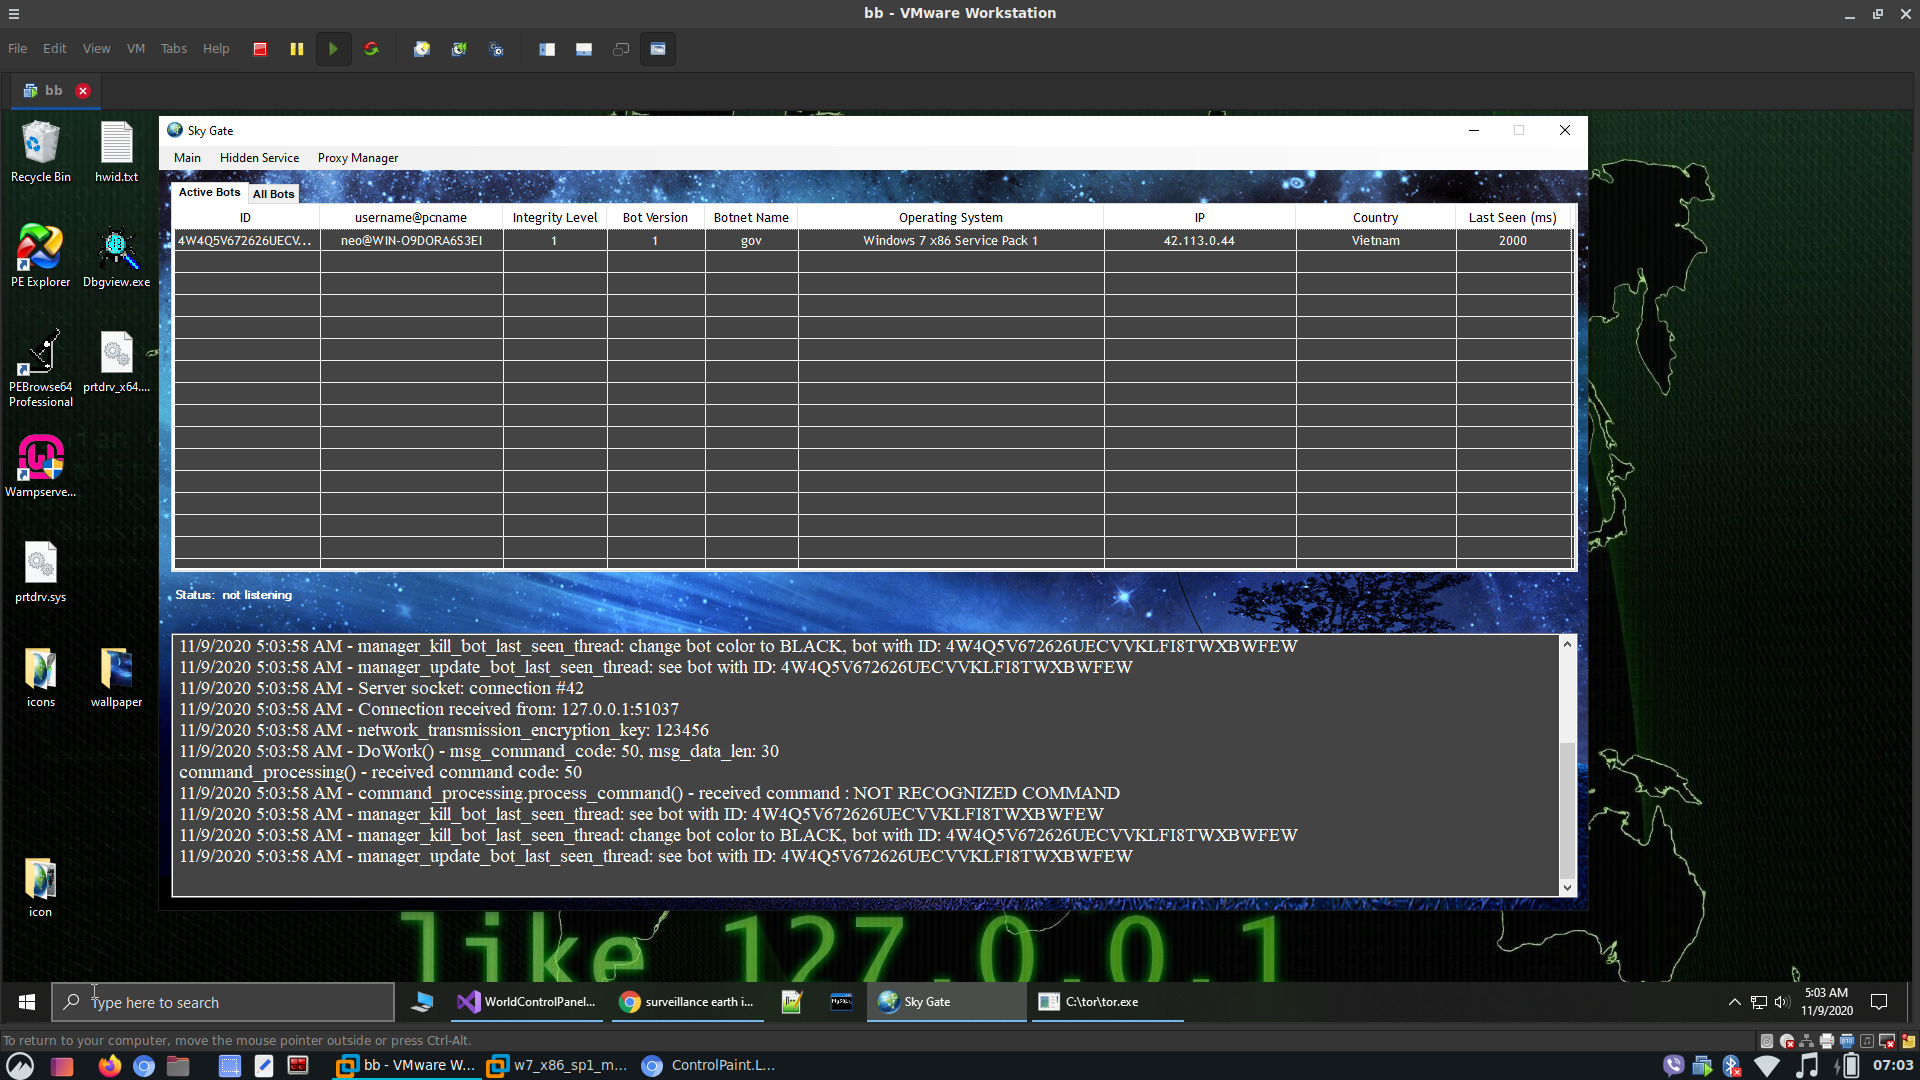 bb - VMware Workstation
File Edit View VM Tabs Help
bb
Sky Gate
Main Hidden Service Proxy Manager
Active Bots All Bots
ID username@pcname Integrity Level Bot Version Botnet Name Operating System IP Country Last Seen (ms)
4W4Q5V672626UECV... neo@WIN-O9DORA6S3EI 1 1 gov Windows 7 x86 Service Pack 1 42.113.0.44 Vietnam 2000
Recycle Bin hwid.txt
PE Explorer Dbgview.exe
PEBrowse64 Professional prtdrv_x64....
Wampserve...
prtdrv.sys
icons wallpaper
icon
Status: not listening
11/9/2020 5:03:58 AM - manager_kill_bot_last_seen_thread: change bot color to BLACK, bot with ID: 4W4Q5V672626UECVVKLFI8TWXBWFEW
11/9/2020 5:03:58 AM - manager_update_bot_last_seen_thread: see bot with ID: 4W4Q5V672626UECVVKLFI8TWXBWFEW
11/9/2020 5:03:58 AM - Server socket: connection #42
11/9/2020 5:03:58 AM - Connection received from: 127.0.0.1:51037
11/9/2020 5:03:58 AM - network_transmission_encryption_key: 123456
11/9/2020 5:03:58 AM - DoWork() - msg_command_code: 50, msg_data_len: 30
command_processing() - received command code: 50
11/9/2020 5:03:58 AM - command_processing.process_command() - received command : NOT RECOGNIZED COMMAND
11/9/2020 5:03:58 AM - manager_kill_bot_last_seen_thread: see bot with ID: 4W4Q5V672626UECVVKLFI8TWXBWFEW
11/9/2020 5:03:58 AM - manager_kill_bot_last_seen_thread: change bot color to BLACK, bot with ID: 4W4Q5V672626UECVVKLFI8TWXBWFEW
11/9/2020 5:03:58 AM - manager_update_bot_last_seen_thread: see bot with ID: 4W4Q5V672626UECVVKLFI8TWXBWFEW
like 127.0.0.1
Type here to search
WorldControlPanel...
surveillance earth i...
Sky Gate
C:\tor\tor.exe
5:03 AM
11/9/2020
To return to your computer, move the mouse pointer outside or press Ctrl-Alt.
bb - VMware W...
w7_x86_sp1_m...
ControlPaint.L...
07:03